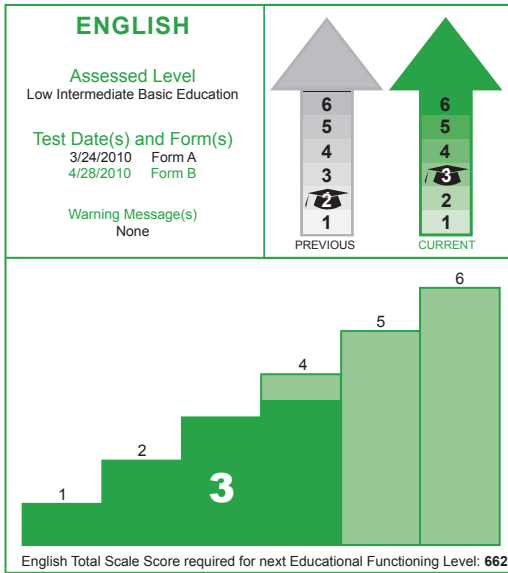 ENGLISH
Assessed Level
Low Intermediate Basic Education
Test Date(s) and Form(s)
3/24/2010 Form A
4/28/2010 Form B
Warning Message(s)
None
6
5
4
3
2
1
PREVIOUS
6
5
4
3
2
1
CURRENT
1
2
3
4
5
6
English Total Scale Score required for next Educational Functioning Level: 662